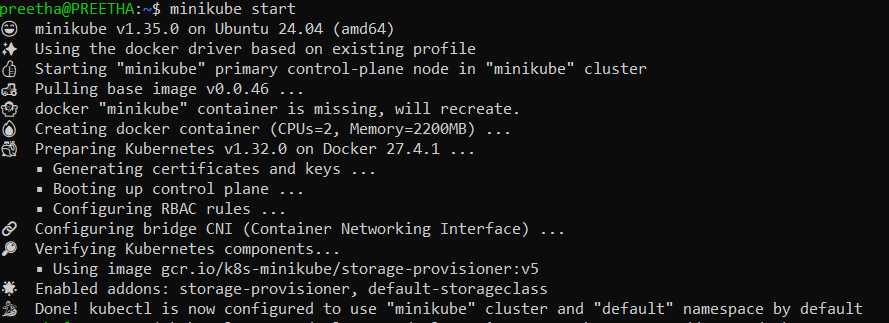 preetha@PREETHA:~$ minikube start
😄 minikube v1.35.0 on Ubuntu 24.04 (amd64)
✨ Using the docker driver based on existing profile
👍 Starting "minikube" primary control-plane node in "minikube" cluster
🚜 Pulling base image v0.0.46 ...
🤷 docker "minikube" container is missing, will recreate.
🔥 Creating docker container (CPUs=2, Memory=2200MB) ...
🐳 Preparing Kubernetes v1.32.0 on Docker 27.4.1 ...
▪ Generating certificates and keys ...
▪ Booting up control plane ...
▪ Configuring RBAC rules ...
🔗 Configuring bridge CNI (Container Networking Interface) ...
🔎 Verifying Kubernetes components...
▪ Using image gcr.io/k8s-minikube/storage-provisioner:v5
🌟 Enabled addons: storage-provisioner, default-storageclass
🏄 Done! kubectl is now configured to use "minikube" cluster and "default" namespace by default